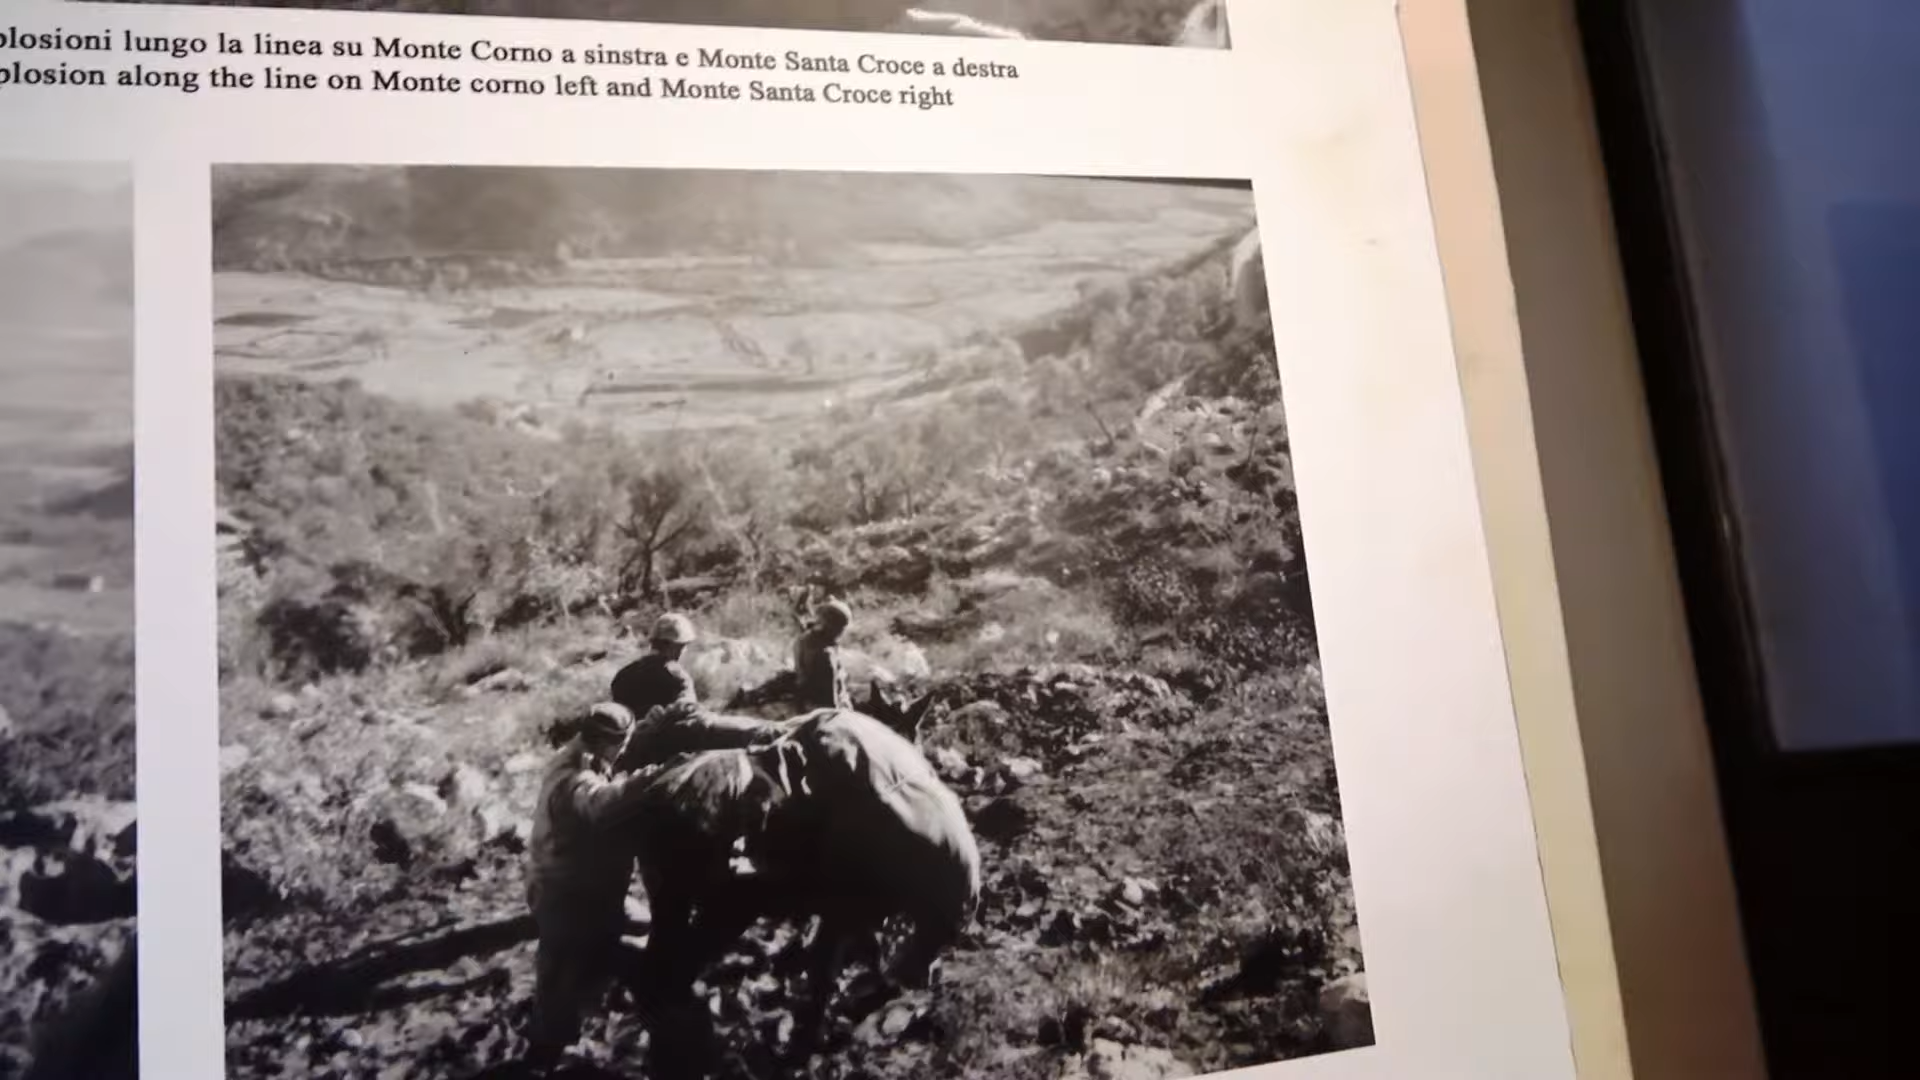 plosioni lungo la linea su Monte Corno a sinstra e Monte Santa Croce a destra
plosion along the line on Monte corno left and Monte Santa Croce right